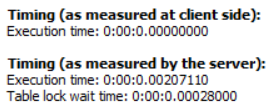 Timing (as measured at client side):
Execution time: 0:00:0.00000000
Timing (as measured by the server):
Execution time: 0:00:0.00207110
Table lock wait time: 0:00:0.00028000